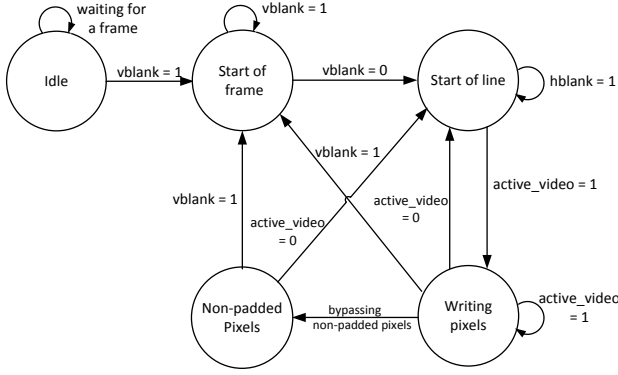 waiting for
a frame
vblank = 1
Idle
vblank = 1
Start of
frame
vblank = 0
Start of line
hblank = 1
vblank = 1
vblank = 1
active_video
= 0
active_video
= 0
active_video = 1
Non-padded
Pixels
bypassing
non-padded pixels
Writing
pixels
active_video
= 1